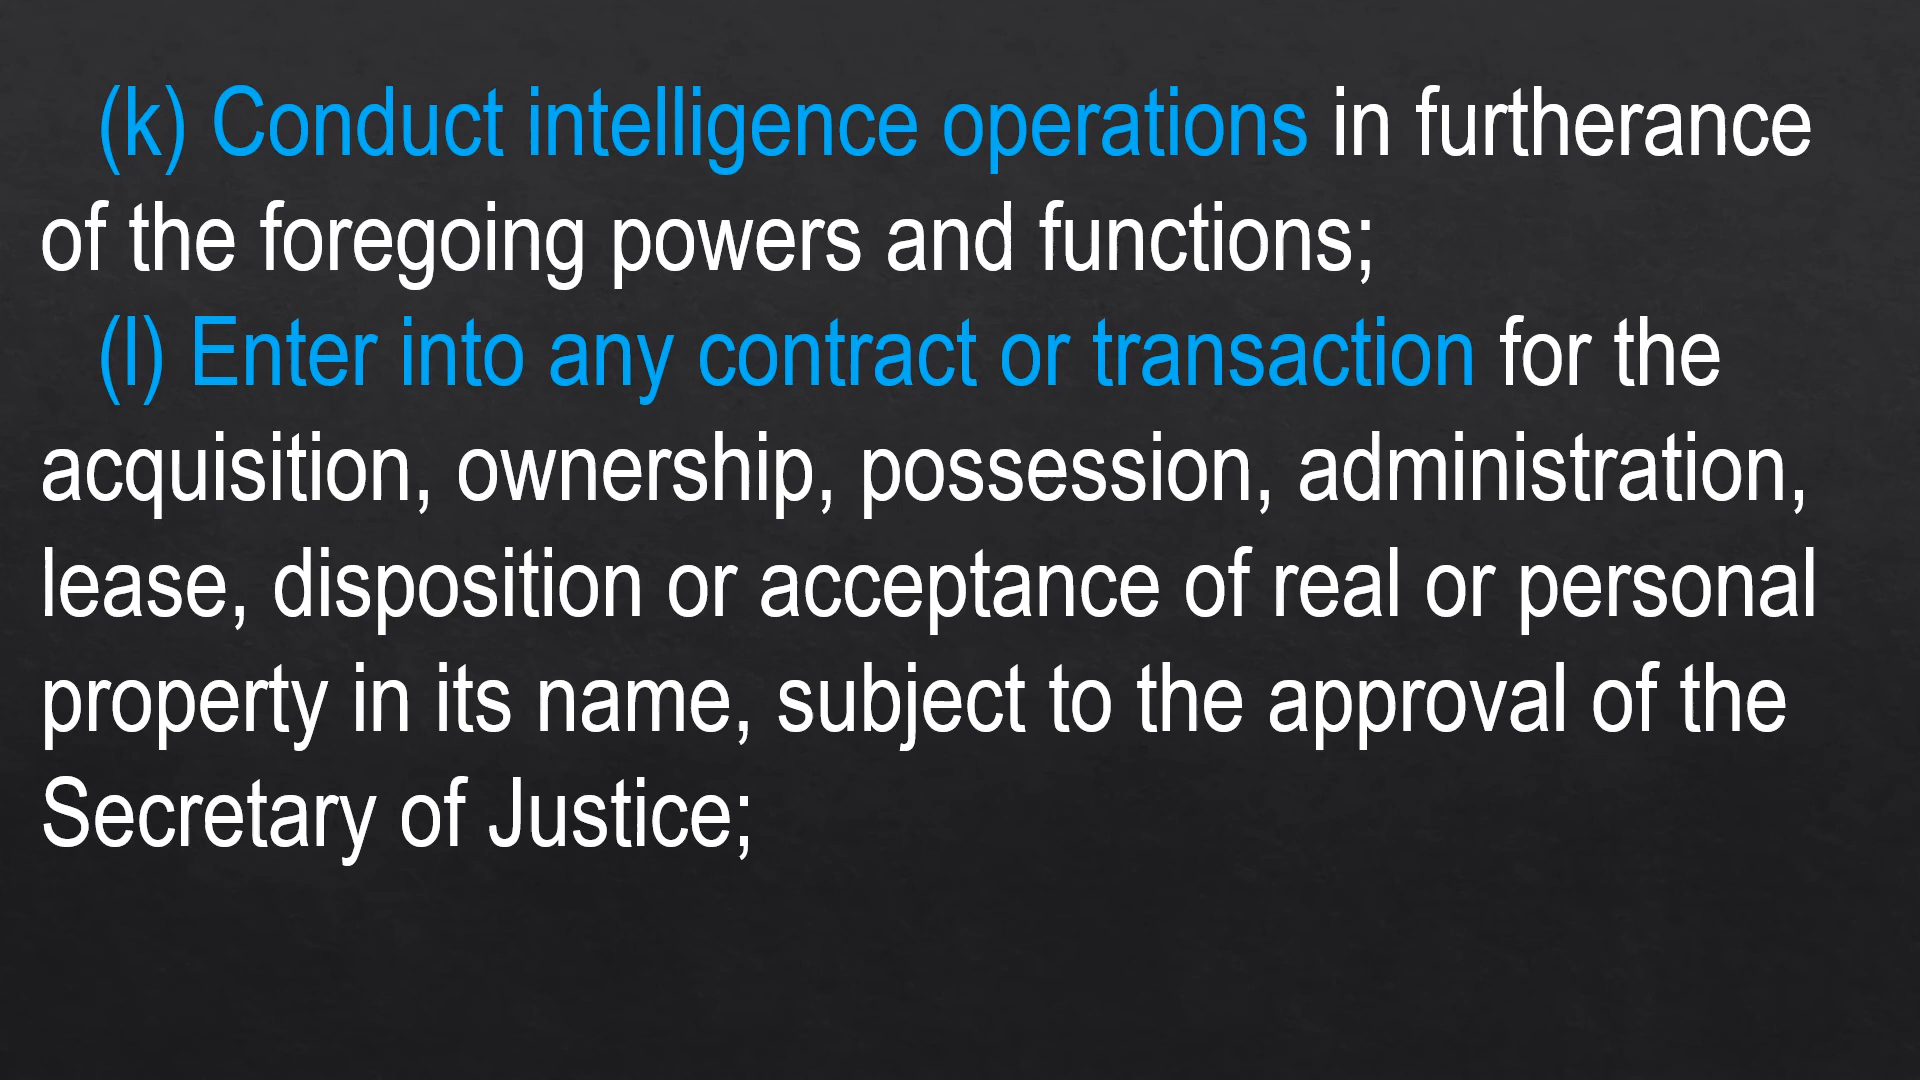 (k) Conduct intelligence operations in furtherance
of the foregoing powers and functions;
(l) Enter into any contract or transaction for the
acquisition, ownership, possession, administration,
lease, disposition or acceptance of real or personal
property in its name, subject to the approval of the
Secretary of Justice;